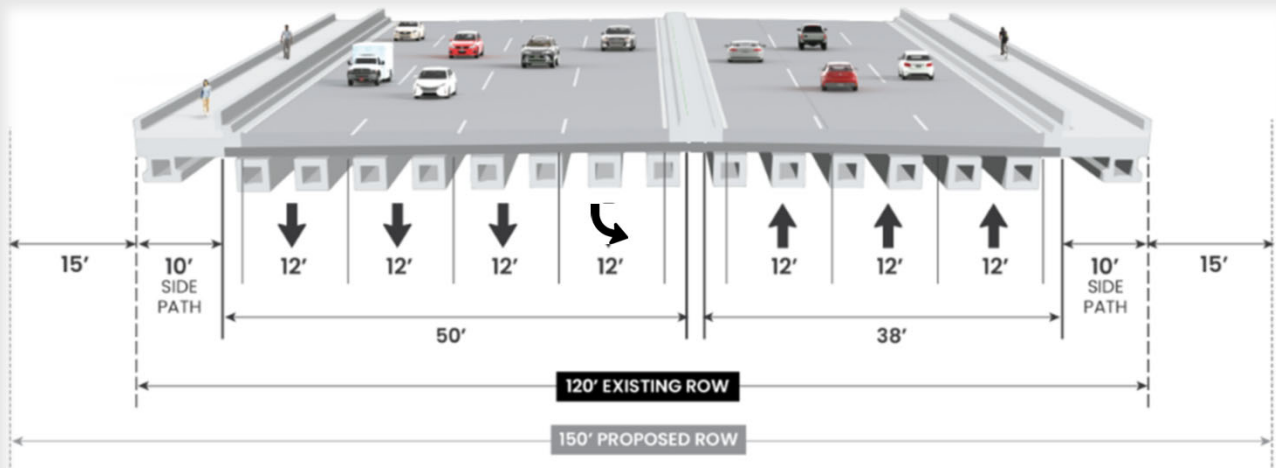 15’
10’
SIDE
PATH
12’
12’
12’
12’
12’
12’
12’
10’
SIDE
PATH
15’
50’
38’
120’ EXISTING ROW
150’ PROPOSED ROW